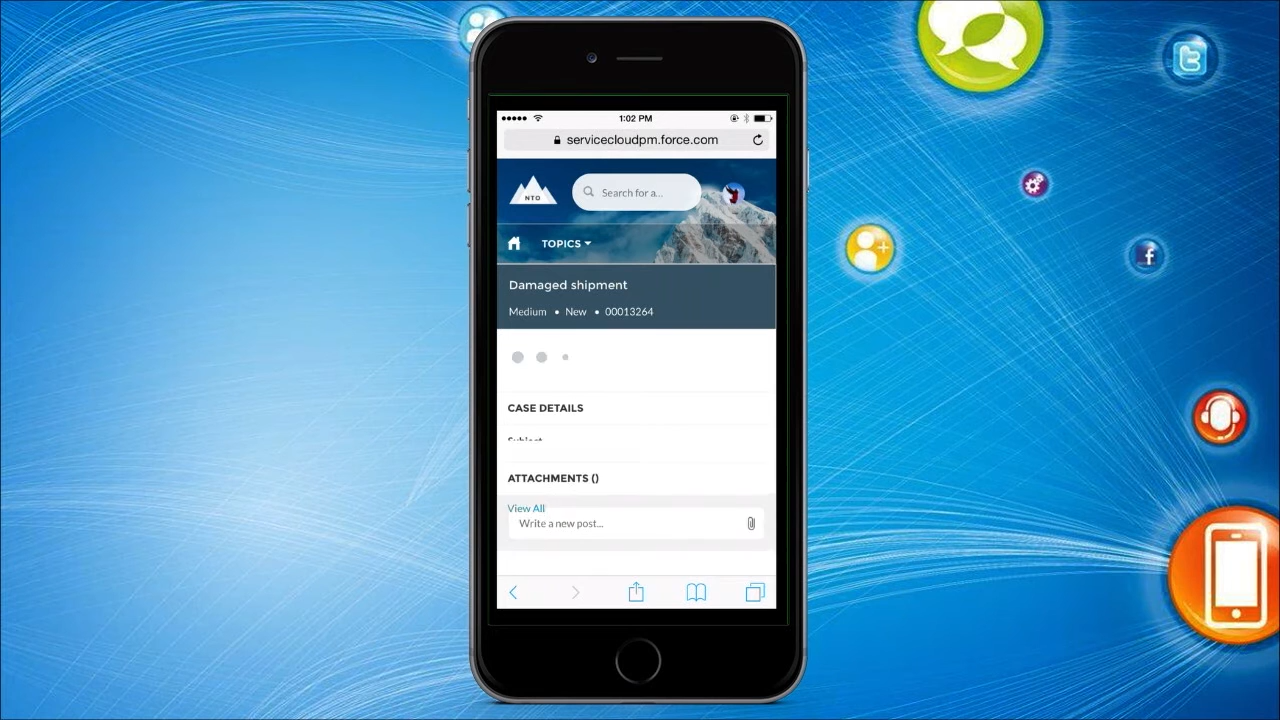 1:02 PM
servicecloudpm.force.com
NTO
Search for a...
TOPICS
Damaged shipment
Medium • New • 00013264
CASE DETAILS
Subject
ATTACHMENTS ()
View All
Write a new post...